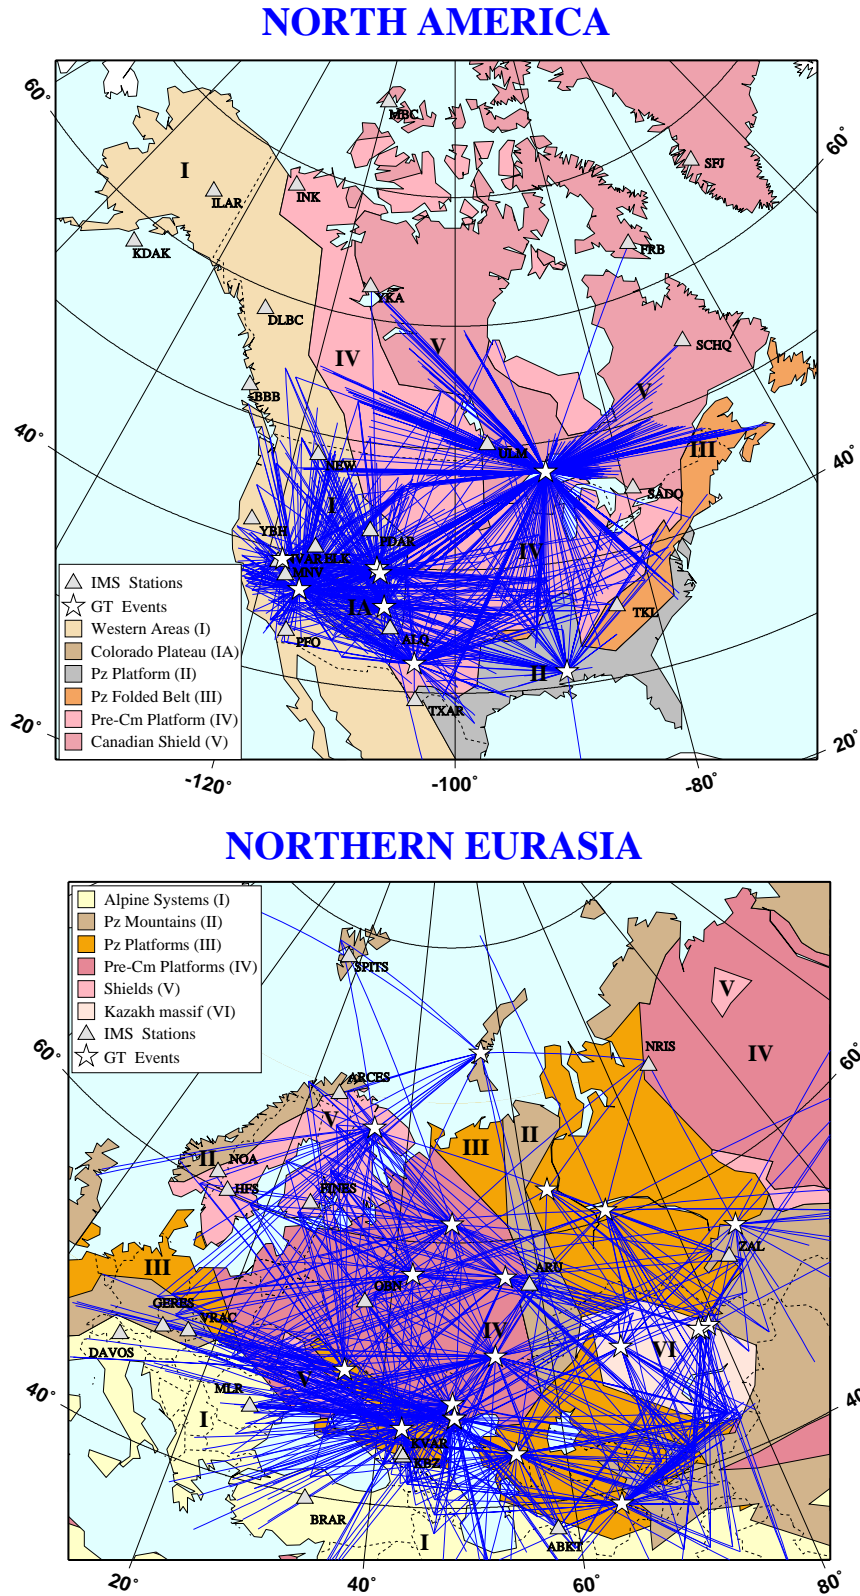 NORTH AMERICA
60°
60°
MBC
SFJ
I
ILAR
INK
KDAK
FRB
YKA
DLBC
SCHQ
IV
V
V
BBB
40°
40°
III
ULM
NEW
SADQ
I
YBH
PDAR
NVAR
ELK
IV
MNV
IA
TKL
PFO
ALQ
II
TXAR
IMS Stations
GT Events
Western Areas (I)
Colorado Plateau (IA)
Pz Platform (II)
Pz Folded Belt (III)
Pre-Cm Platform (IV)
Canadian Shield (V)
20°
20°
-120°
-100°
-80°
NORTHERN EURASIA
Alpine Systems (I)
Pz Mountains (II)
Pz Platforms (III)
Pre-Cm Platforms (IV)
Shields (V)
Kazakh massif (VI)
IMS Stations
GT Events
SPITS
V
NRIS
IV
60°
60°
ARCES
V
III
II
II
NOA
HFS
FINES
ZAL
III
ARU
OBN
GERES
VRAC
IV
VI
DAVOS
V
MLR
40°
40°
I
KVAR
KBZ
BRAR
I
ABKT
20°
40°
60°
80°